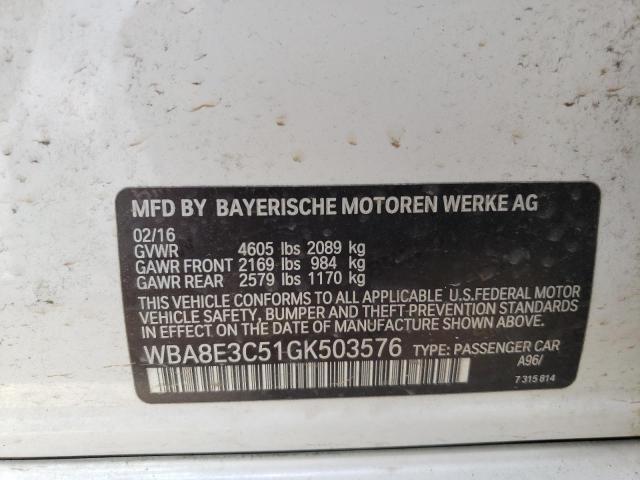 MFD BY BAYERISCHE MOTOREN WERKE AG
02/16
GVWR 4605 lbs 2089 kg
GAWR FRONT 2169 lbs 984 kg
GAWR REAR 2579 lbs 1170 kg
THIS VEHICLE CONFORMS TO ALL APPLICABLE U.S.FEDERAL MOTOR
VEHICLE SAFETY, BUMPER AND THEFT PREVENTION STANDARDS
IN EFFECT ON THE DATE OF MANUFACTURE SHOWN ABOVE.
WBA8E3C51GK503576 TYPE: PASSENGER CAR
A96/
7 315 814